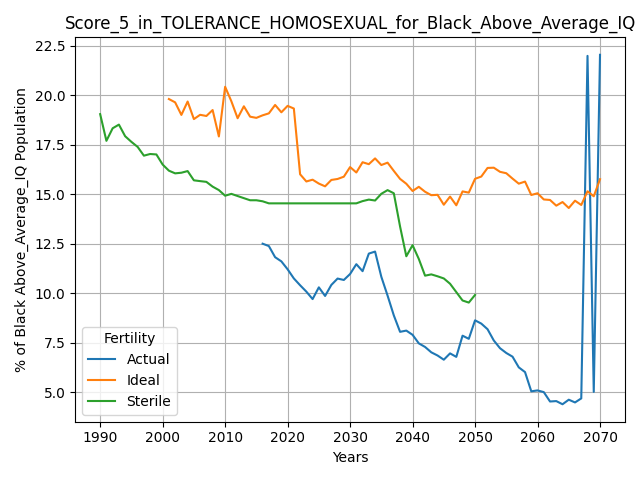 Score_5_in_TOLERANCE_HOMOSEXUAL_for_Black_Above_Average_IQ
% of Black Above_Average_IQ Population
22.5
20.0
17.5
15.0
12.5
10.0
7.5
5.0
Fertility
Actual
Ideal
Sterile
1990 2000 2010 2020 2030 2040 2050 2060 2070
Years